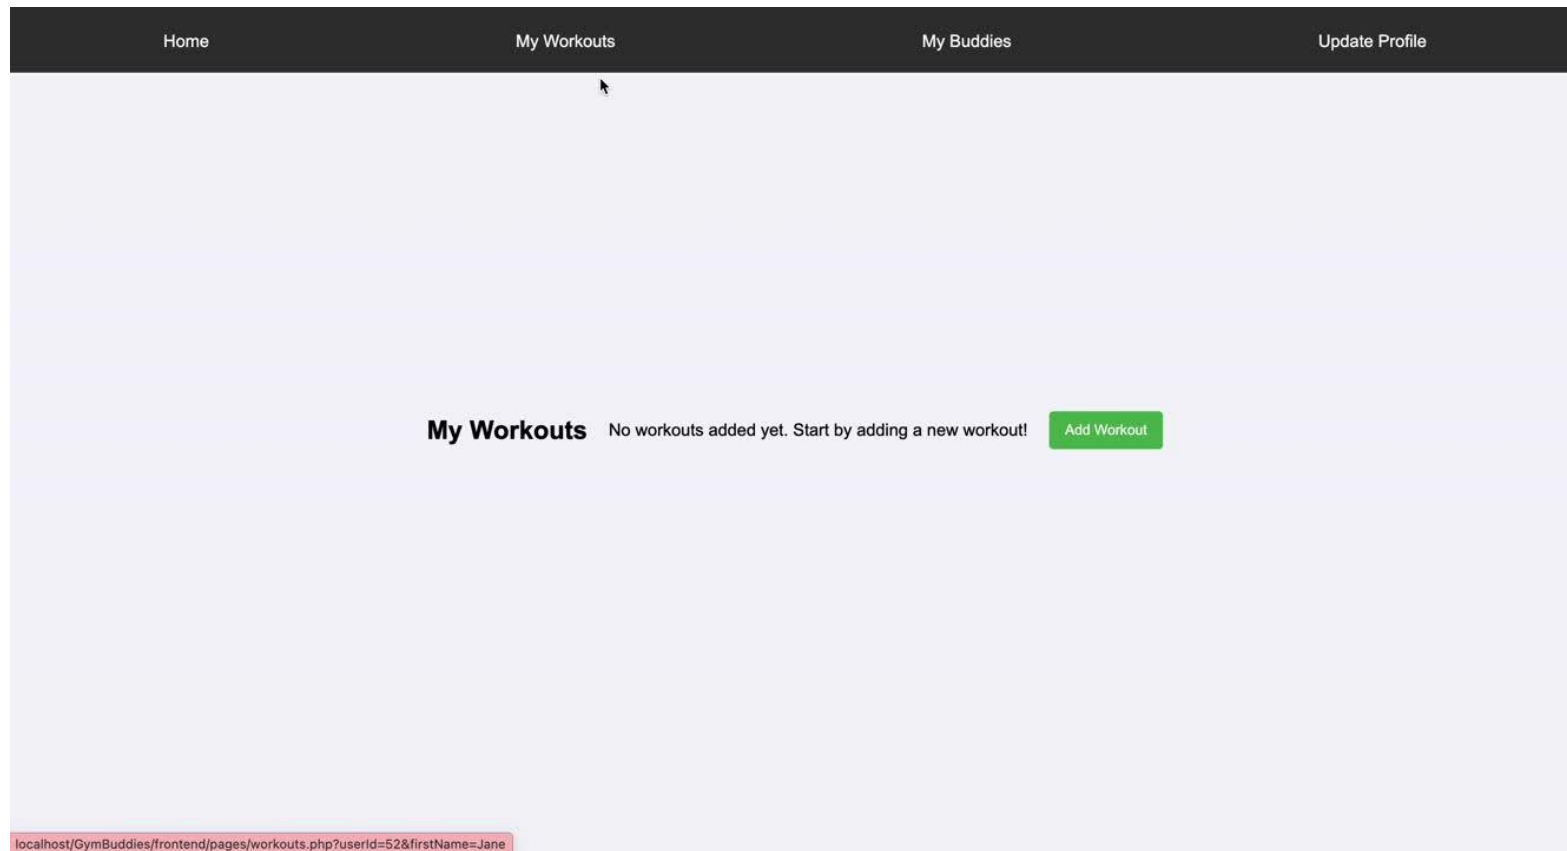 Home My Workouts My Buddies Update Profile
My Workouts No workouts added yet. Start by adding a new workout! Add Workout
localhost/GymBuddies/frontend/pages/workouts.php?userId=52&firstName=Jane